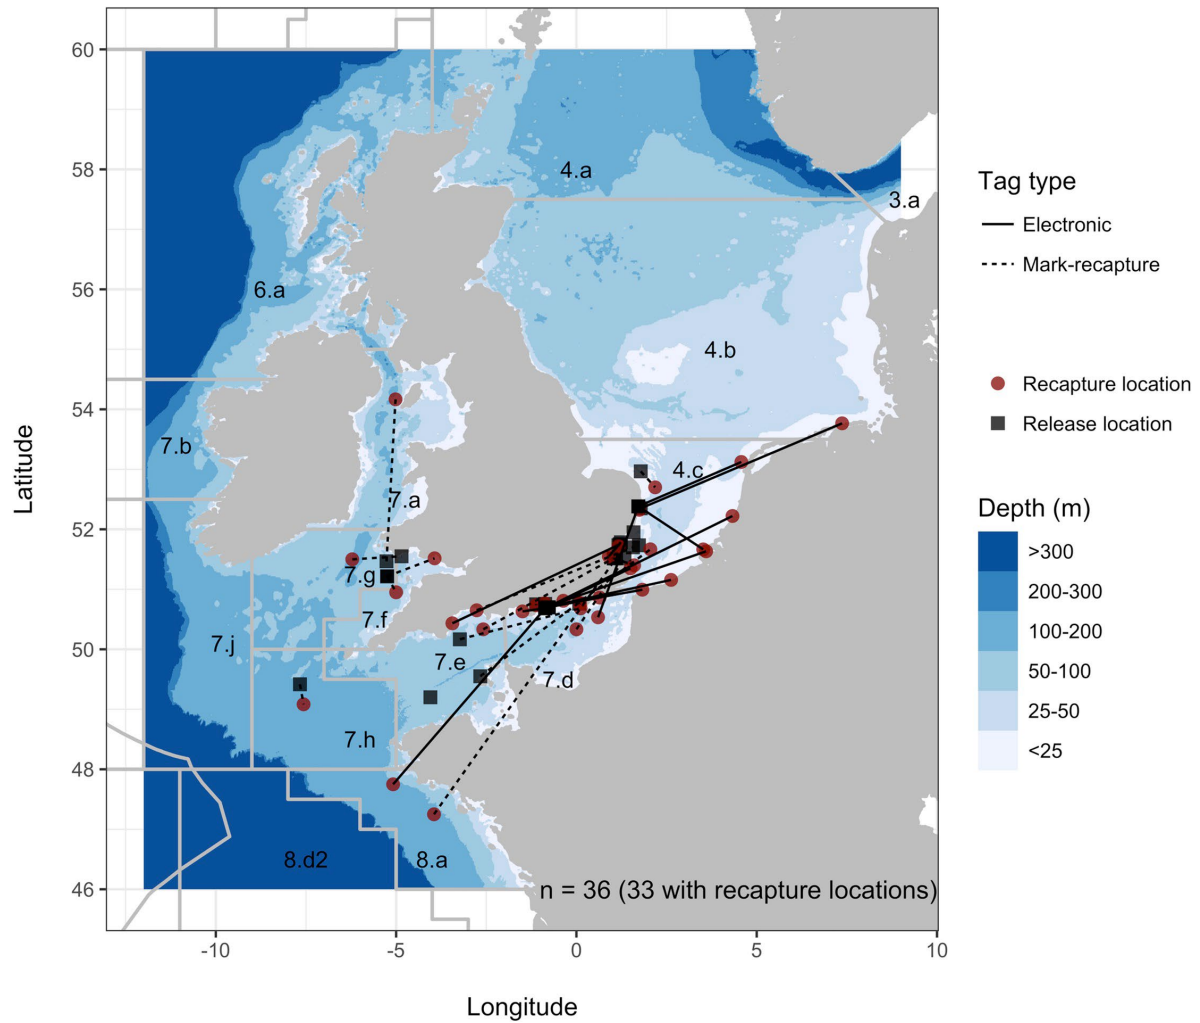 60
58
56
54
52
50
48
46
Latitude
-10
-5
0
5
10
Longitude
4.a
3.a
6.a
4.b
7.b
4.c
7.a
7.g
7.f
7.j
7.e
7.d
7.h
8.d2
8.a
n = 36 (33 with recapture locations)
Tag type
Electronic
Mark-recapture
Recapture location
Release location
Depth (m)
>300
200-300
100-200
50-100
25-50
<25